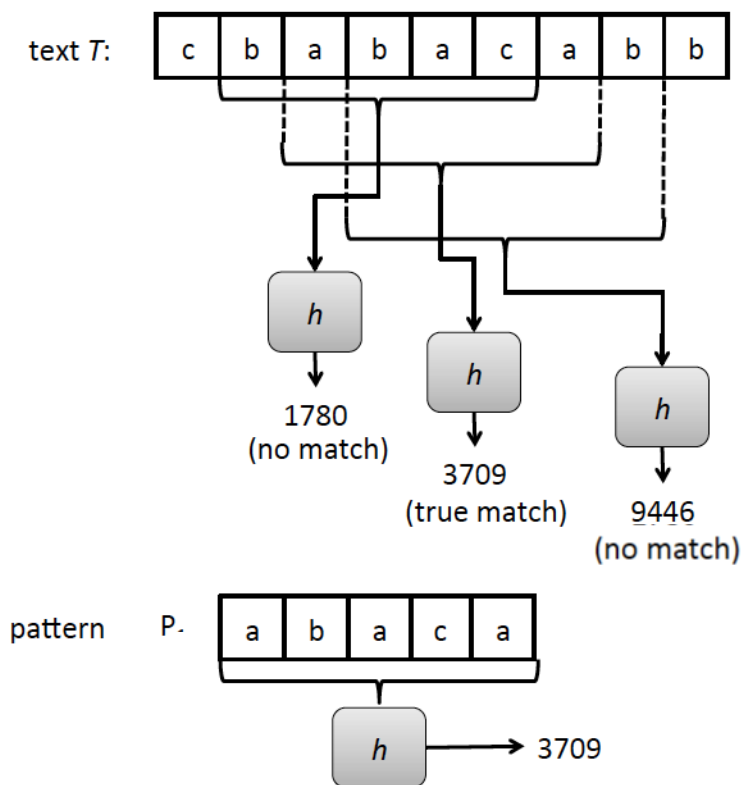 text T: c b a b a c a b b
h
1780
(no match)
h
3709
(true match)
h
9446
(no match)
pattern P. a b a c a
h 3709